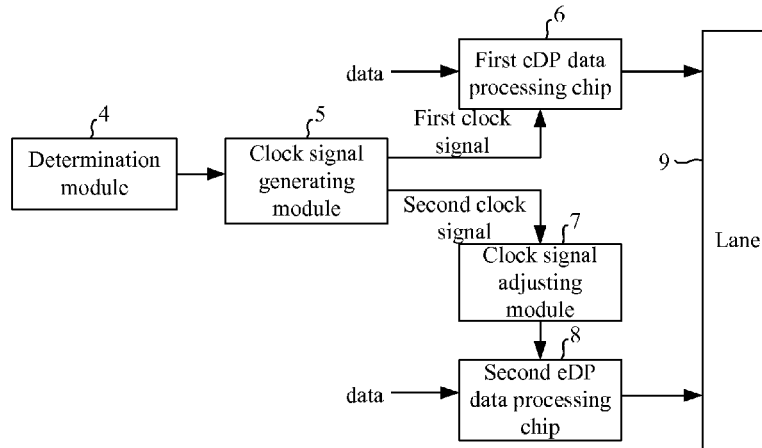 6
First eDP data
processing chip
data
4
5
First clock
signal
Determination
module
Clock signal
generating
module
9
Second clock
signal
7
Lane
Clock signal
adjusting
module
8
data
Second eDP
data processing
chip